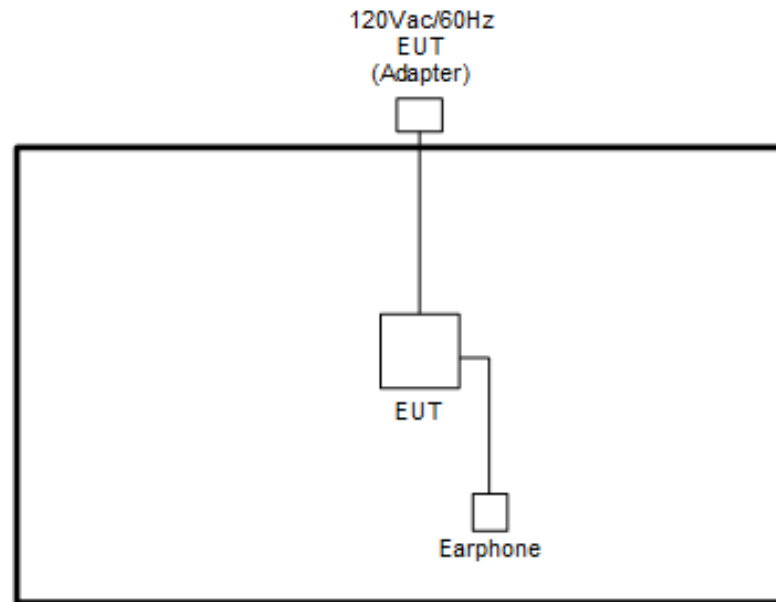 120Vac/60Hz
EUT
(Adapter)
EUT
Earphone